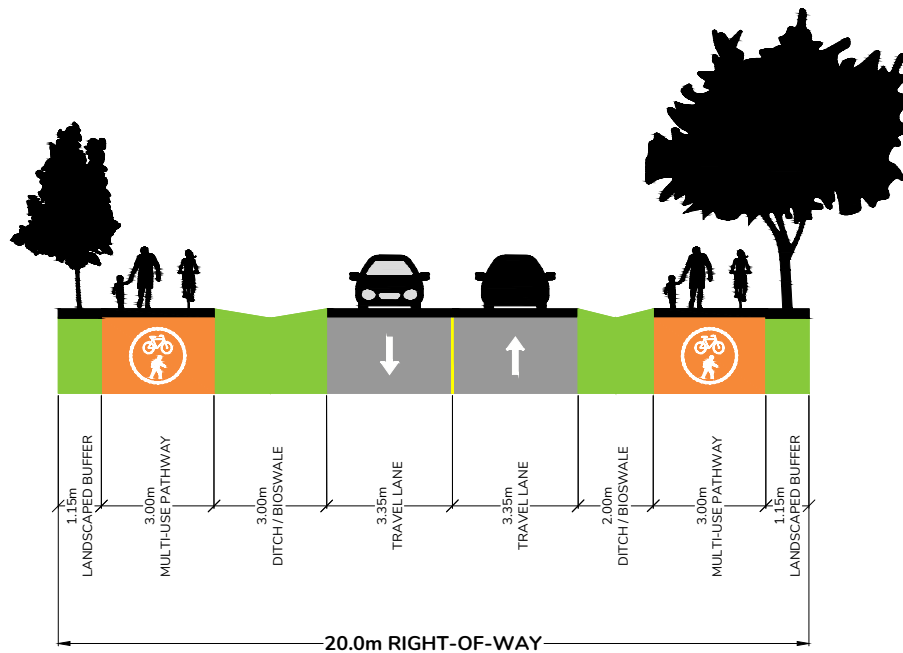 1.15m
LANDSCAPED BUFFER
3.00m
MULTI-USE PATHWAY
3.00m
DITCH / BIOSWALE
3.35m
TRAVEL LANE
3.35m
TRAVEL LANE
2.00m
DITCH / BIOSWALE
3.00m
MULTI-USE PATHWAY
1.15m
LANDSCAPED BUFFER
20.0m RIGHT-OF-WAY